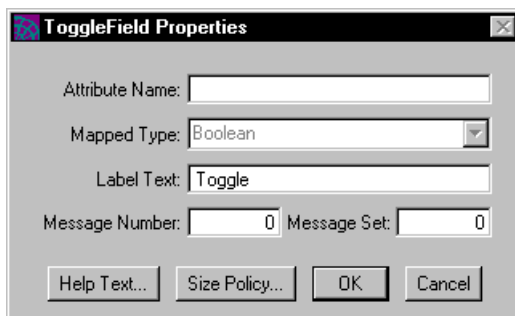 ToggleField Properties
Attribute Name:
Mapped Type: Boolean
Label Text: Toggle
Message Number: 0 Message Set: 0
Help Text... Size Policy... OK Cancel